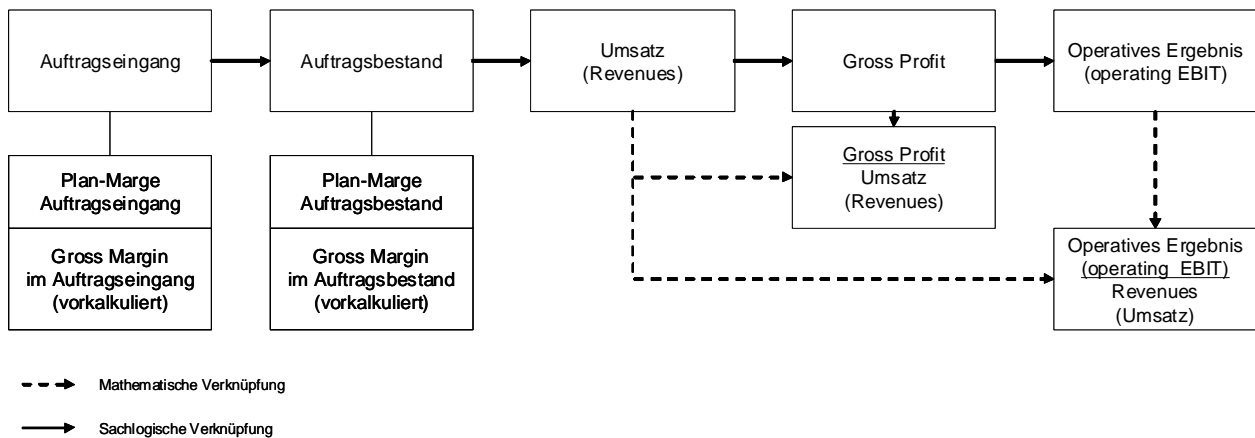 Auftragseingang
Auftragsbestand
Umsatz
(Revenues)
Gross Profit
Operatives Ergebnis
(operating EBIT)
Plan-Marge
Auftragseingang
Gross Margin
im Auftragseingang
(vorkalkuliert)
Plan-Marge
Auftragsbestand
Gross Margin
im Auftragsbestand
(vorkalkuliert)
Gross Profit
Umsatz
(Revenues)
Operatives Ergebnis
(operating EBIT)
Revenues
(Umsatz)
Mathematische Verknüpfung
Sachlogische Verknüpfung